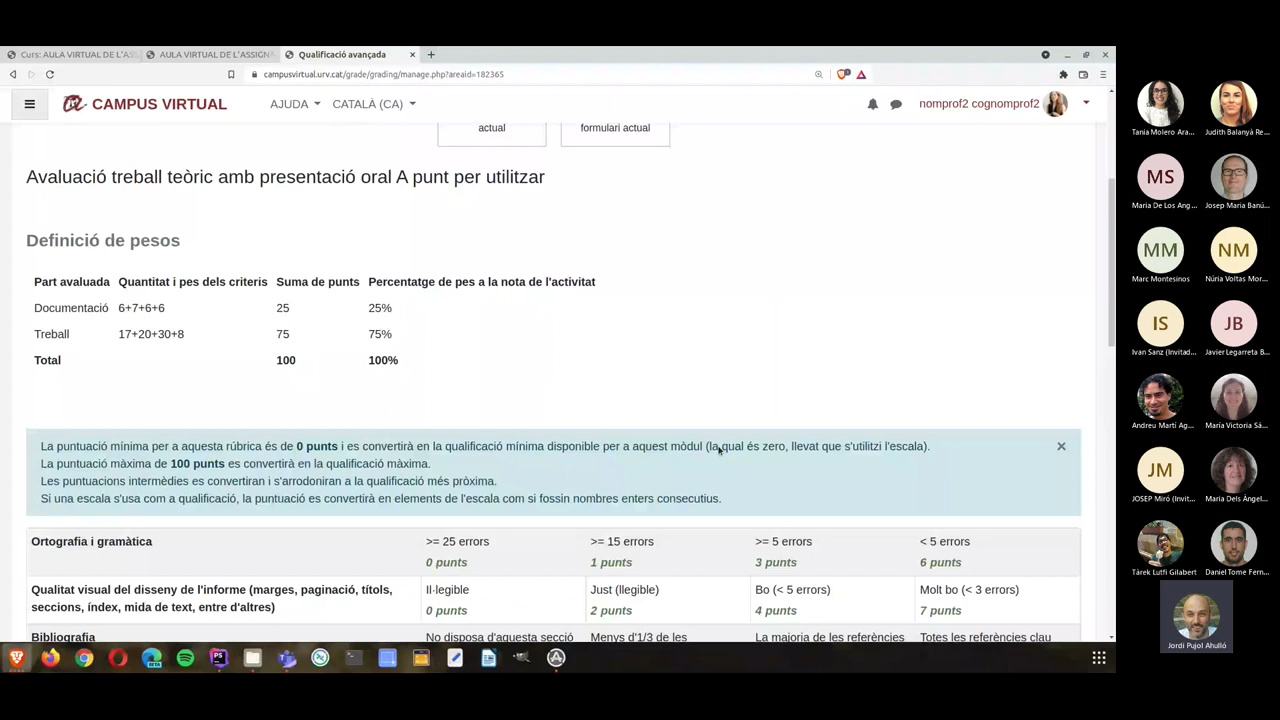 Curs: AULA VIRTUAL DE L'AS
AULA VIRTUAL DE L'ASSIGN
Qualificació avançada
campusvirtual.urv.cat/grade/grading/manage.php?areaid=182365
CAMPUS VIRTUAL
AJUDA
CATALÀ (CA)
nomprof2 cognomprof2
actual
formulari actual
Avaluació treball teòric amb presentació oral A punt per utilitzar
Definició de pesos
Part avaluada Quantitat i pes dels criteris Suma de punts Percentatge de pes a la nota de l'activitat
Documentació 6+7+6+6 25 25%
Treball 17+20+30+8 75 75%
Total 100 100%
La puntuació mínima per a aquesta rúbrica és de 0 punts i es convertirà en la qualificació mínima disponible per a aquest mòdul (la qual és zero, llevat que s'utilitzi l'escala).
La puntuació màxima de 100 punts es convertirà en la qualificació màxima.
Les puntuacions intermèdies es convertiran i s'arrodoniran a la qualificació més pròxima.
Si una escala s'usa com a qualificació, la puntuació es convertirà en elements de l'escala com si fossin nombres enters consecutius.
Ortografia i gramàtica >= 25 errors >= 15 errors >= 5 errors < 5 errors
0 punts 1 punts 3 punts 6 punts
Qualitat visual del disseny de l'informe (marges, paginació, títols, Il·legible Just (llegible) Bo (< 5 errors) Molt bo (< 3 errors)
seccions, índex, mida de text, entre d'altres) 0 punts 2 punts 4 punts 7 punts
Bibliografia No disposa d'aquesta secció Menys d'1/3 de les La majoria de les referències Totes les referències clau
Tania Molero Ara... Judith Balanyà Re...
MS
Maria De Los Ang... Josep Maria Banú...
MM NM
Marc Montesinos Núria Voltas Mor...
IS JB
Ivan Sanz (Invitad... Javier Legarreta B...
Andreu Martí Ag... María Victoria Sá...
JM
JOSEP Miró (Invit... Maria Dels Àngel...
Tárek Lutfi Gilabert Daniel Tome Fern...
Jordi Pujol Ahulló